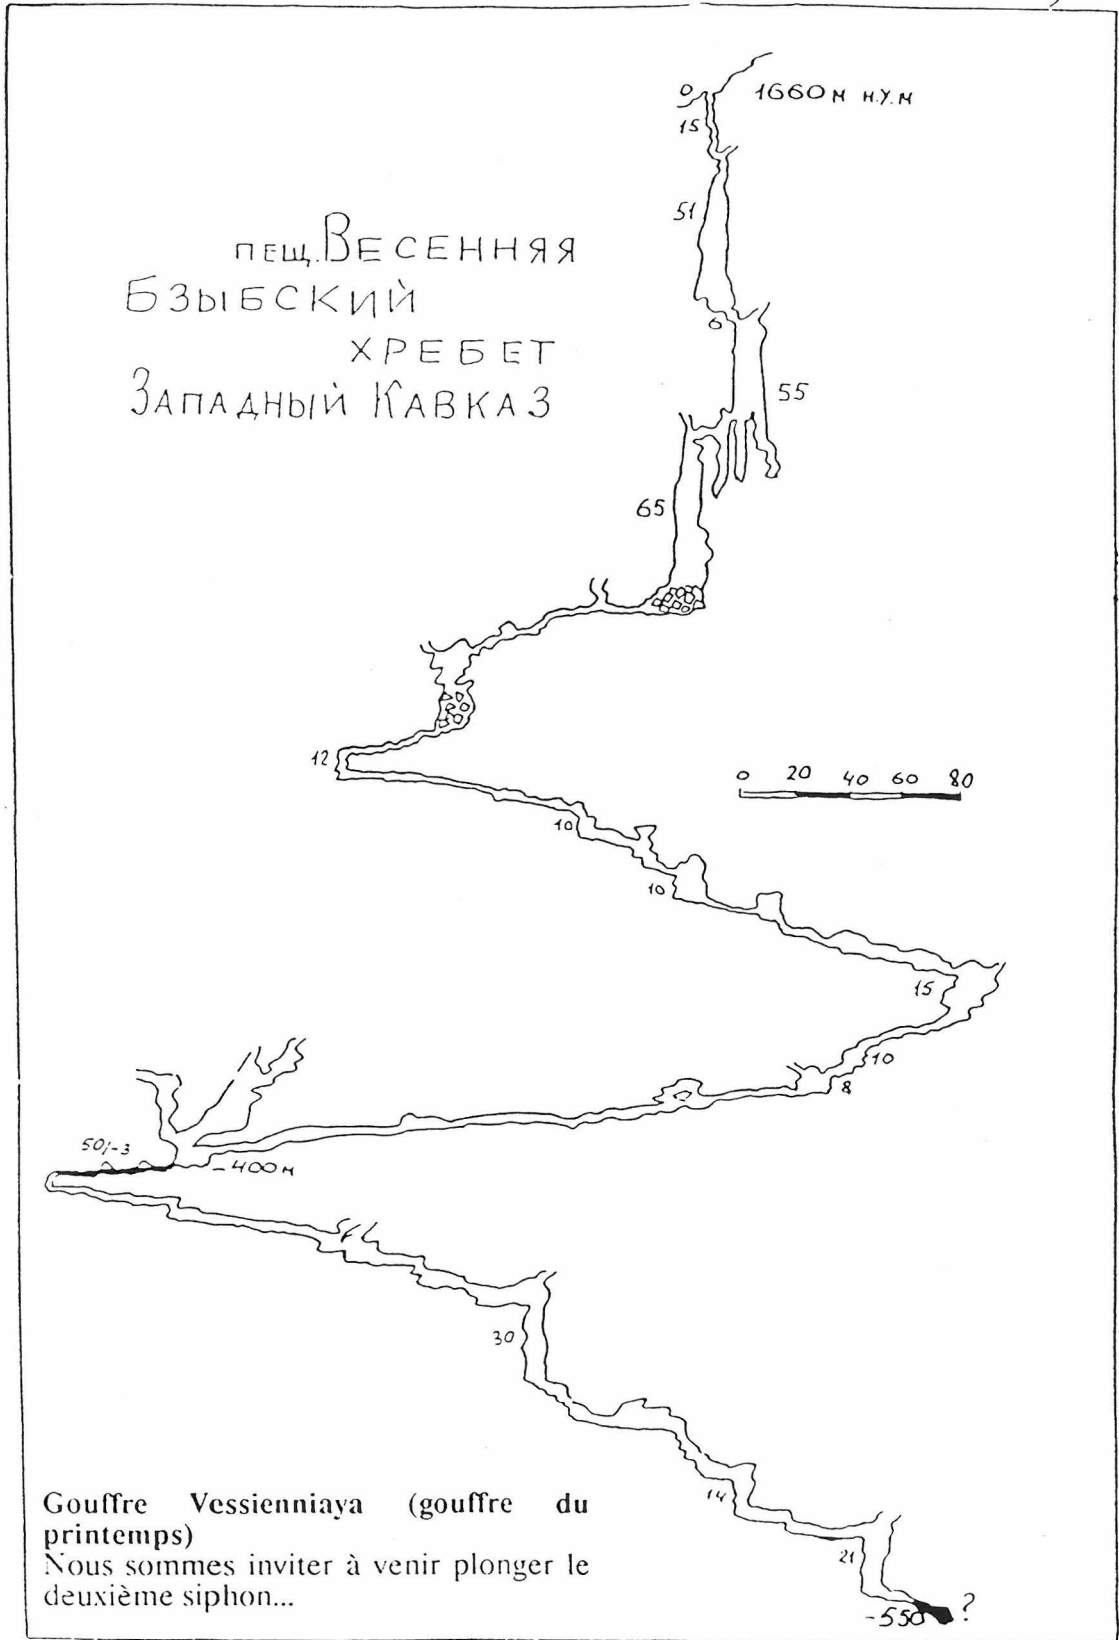 0 1660 м н.у.м
15
51
пещ. Весенняя
Бзыбский
хребет
Западный Кавказ
6
55
65
12
0 20 40 60 80
10
10
15
10
8
50/-3
-400м
30
14
21
-550 ?
Gouffre Vessienniaya (gouffre du
printemps)
Nous sommes inviter à venir plonger le
deuxième siphon...